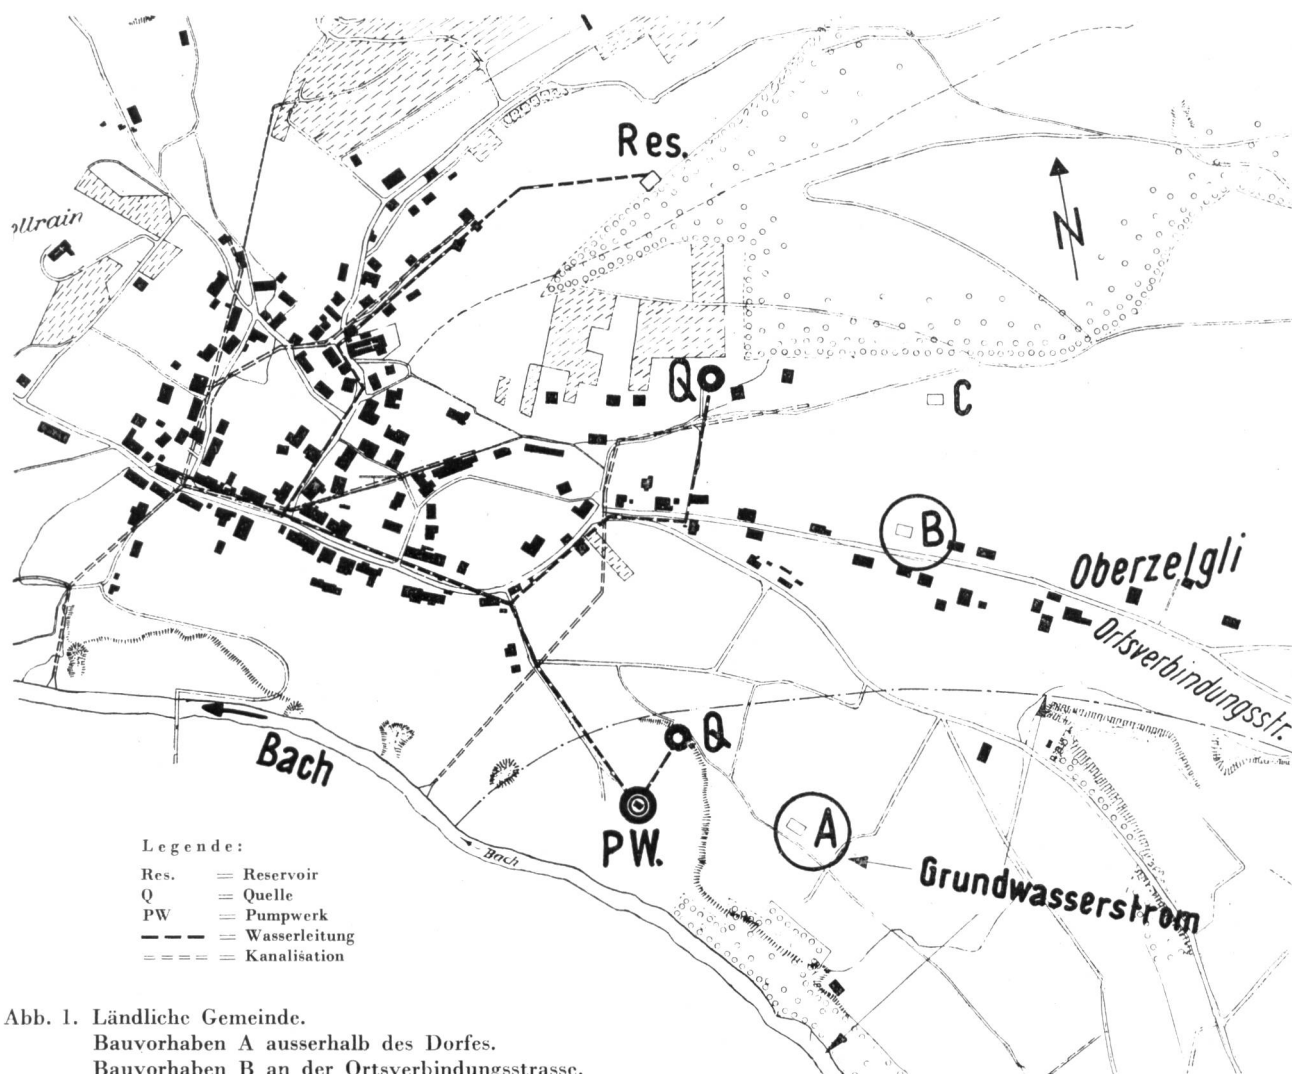 Res.
N
Q
C
B
Oberzelgli
Ortsverbindungsstr.
Q
Bach
PW.
A
Bach
Grundwasserstrom
Legende:
Res. = Reservoir
Q = Quelle
PW = Pumpwerk
= Wasserleitung
==== = Kanalisation
Abb. 1. Ländliche Gemeinde.
Bauvorhaben A ausserhalb des Dorfes.
Bauvorhaben B an der Ortsverbindungsstrasse.